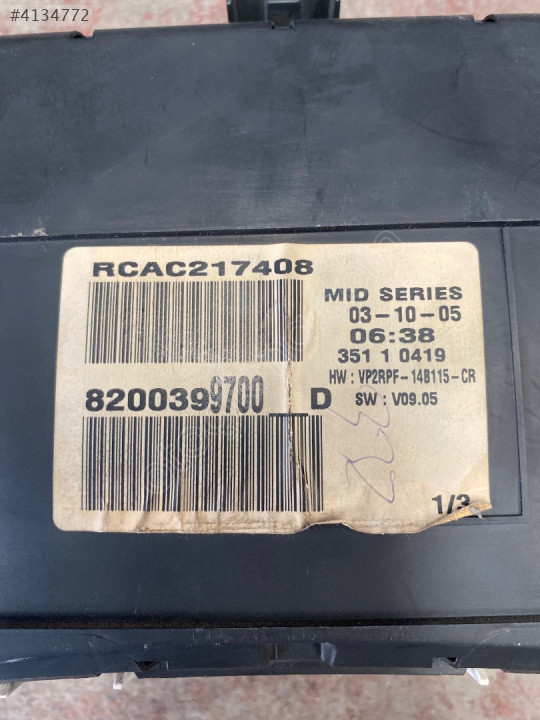 #4134772
RCAC217408
MID SERIES
03-10-05
06:38
351 1 0419
HW : VP2RPF-14B115-CR
SW : V09.05
8200399700__D
1/3